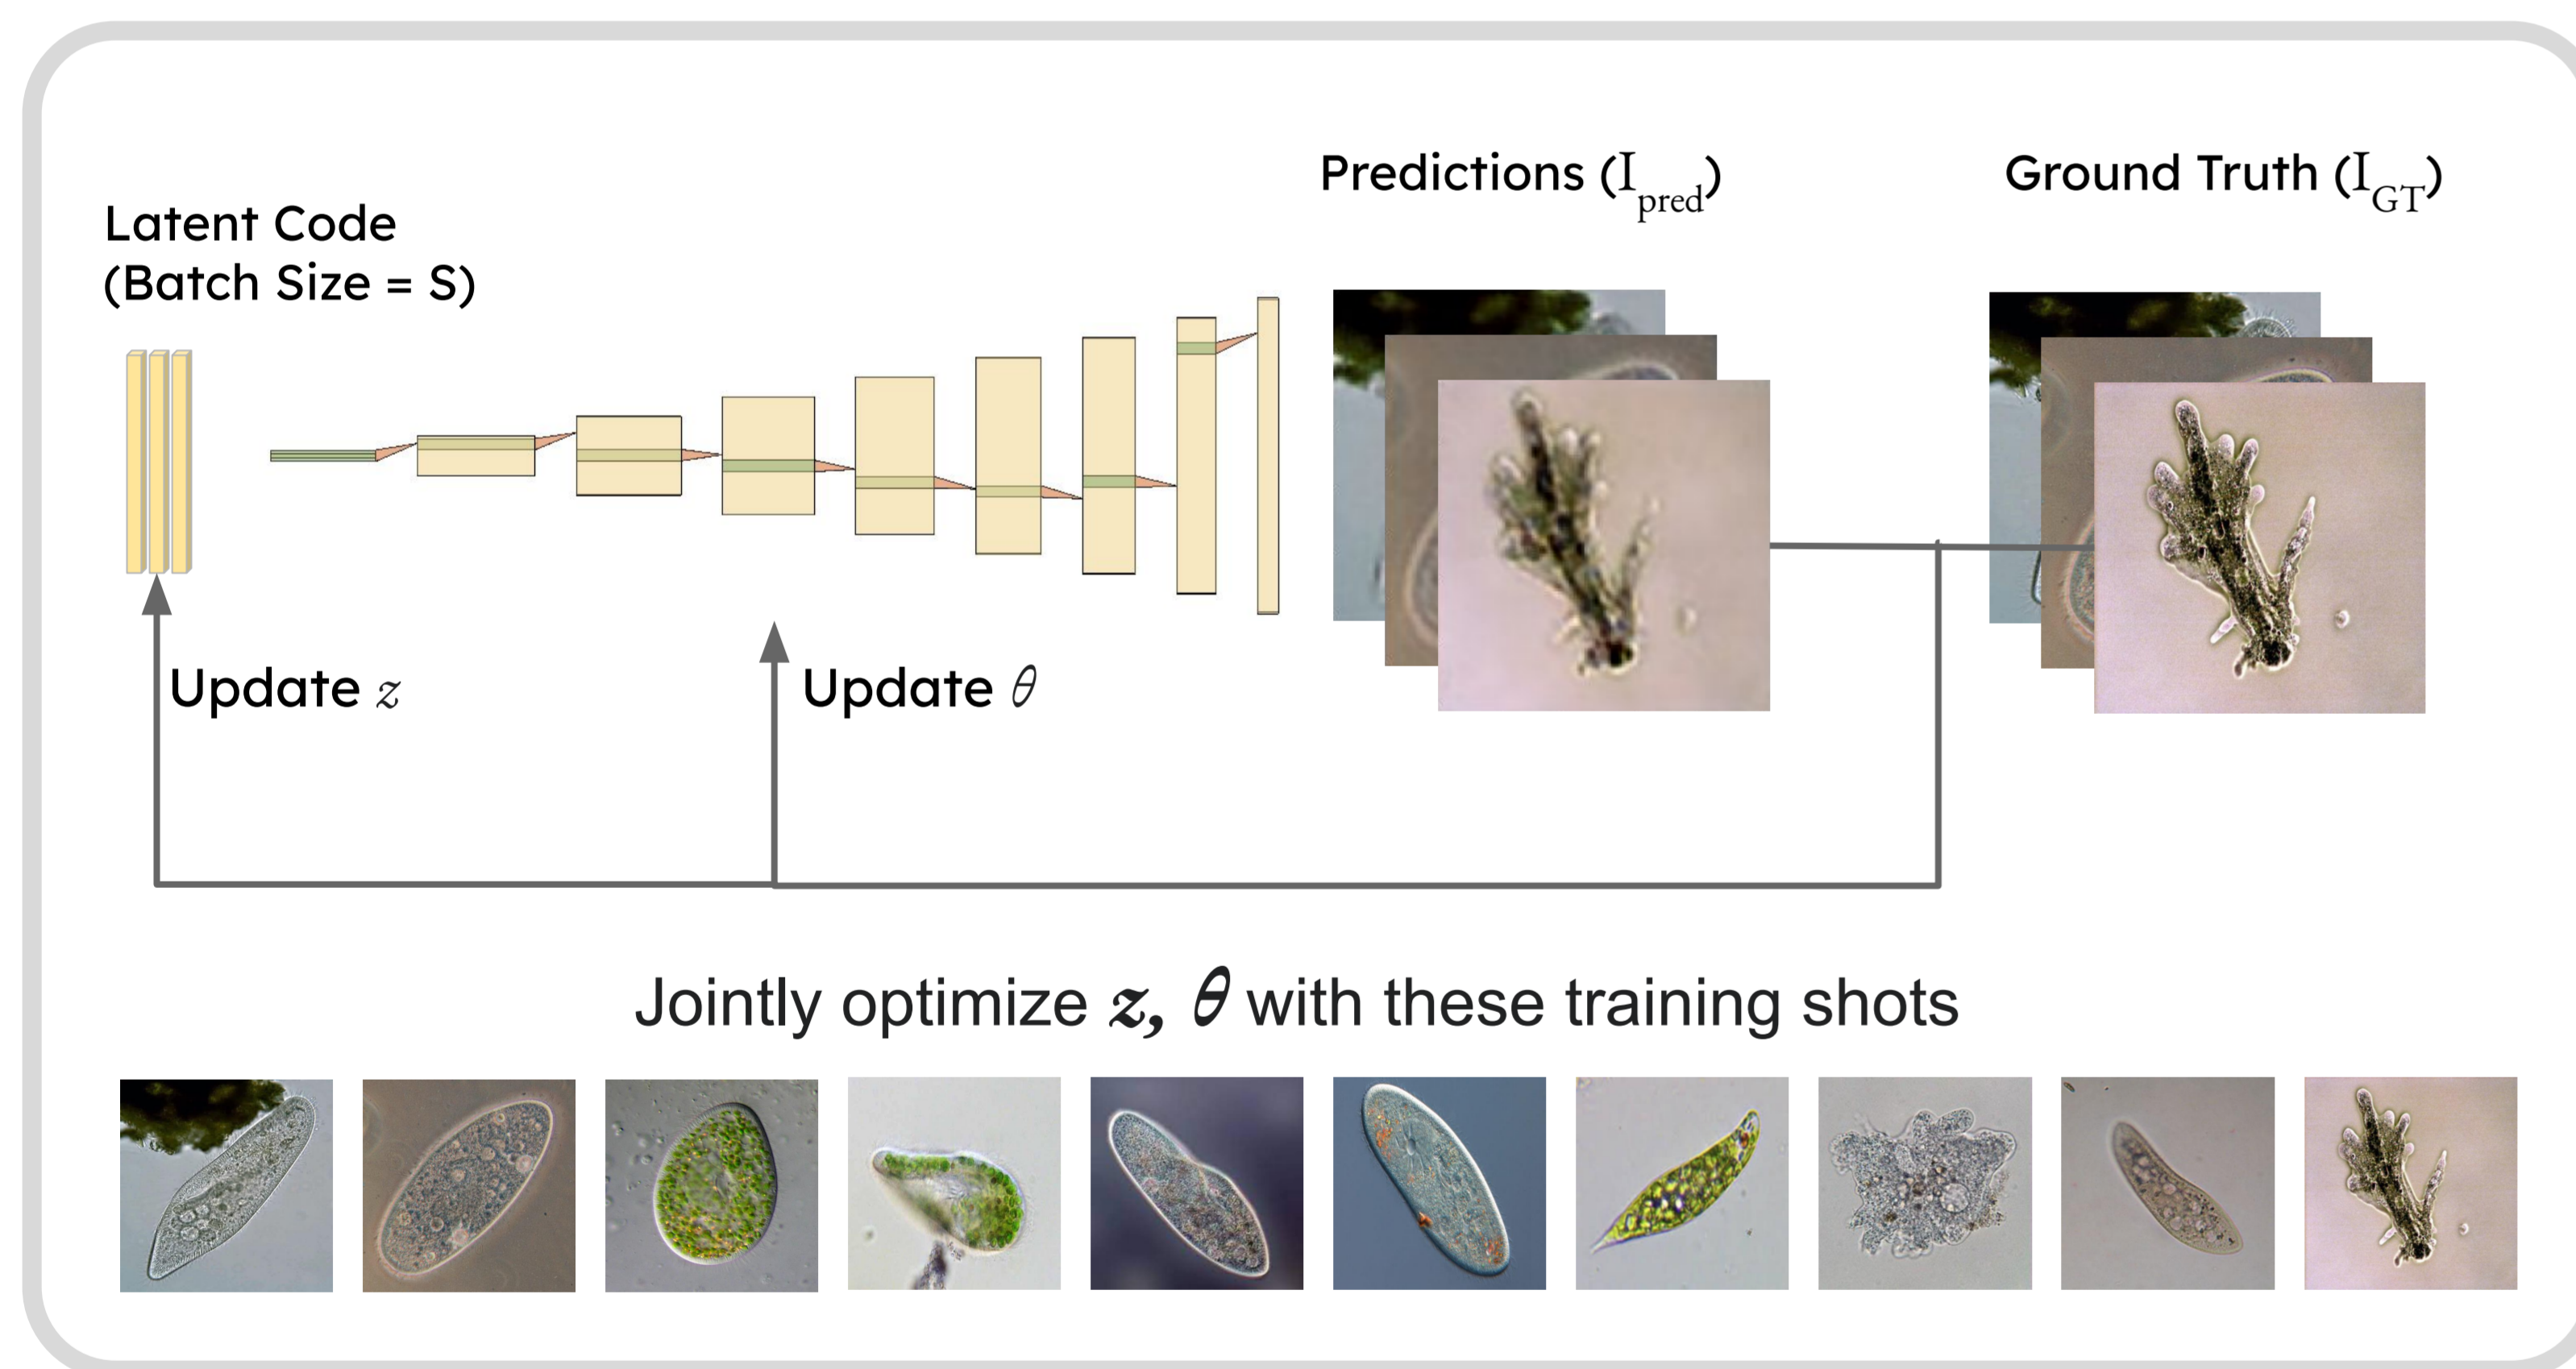 Predictions (I_pred)
Ground Truth (I_GT)
Latent Code
(Batch Size = S)
Update z
Update θ
Jointly optimize z, θ with these training shots